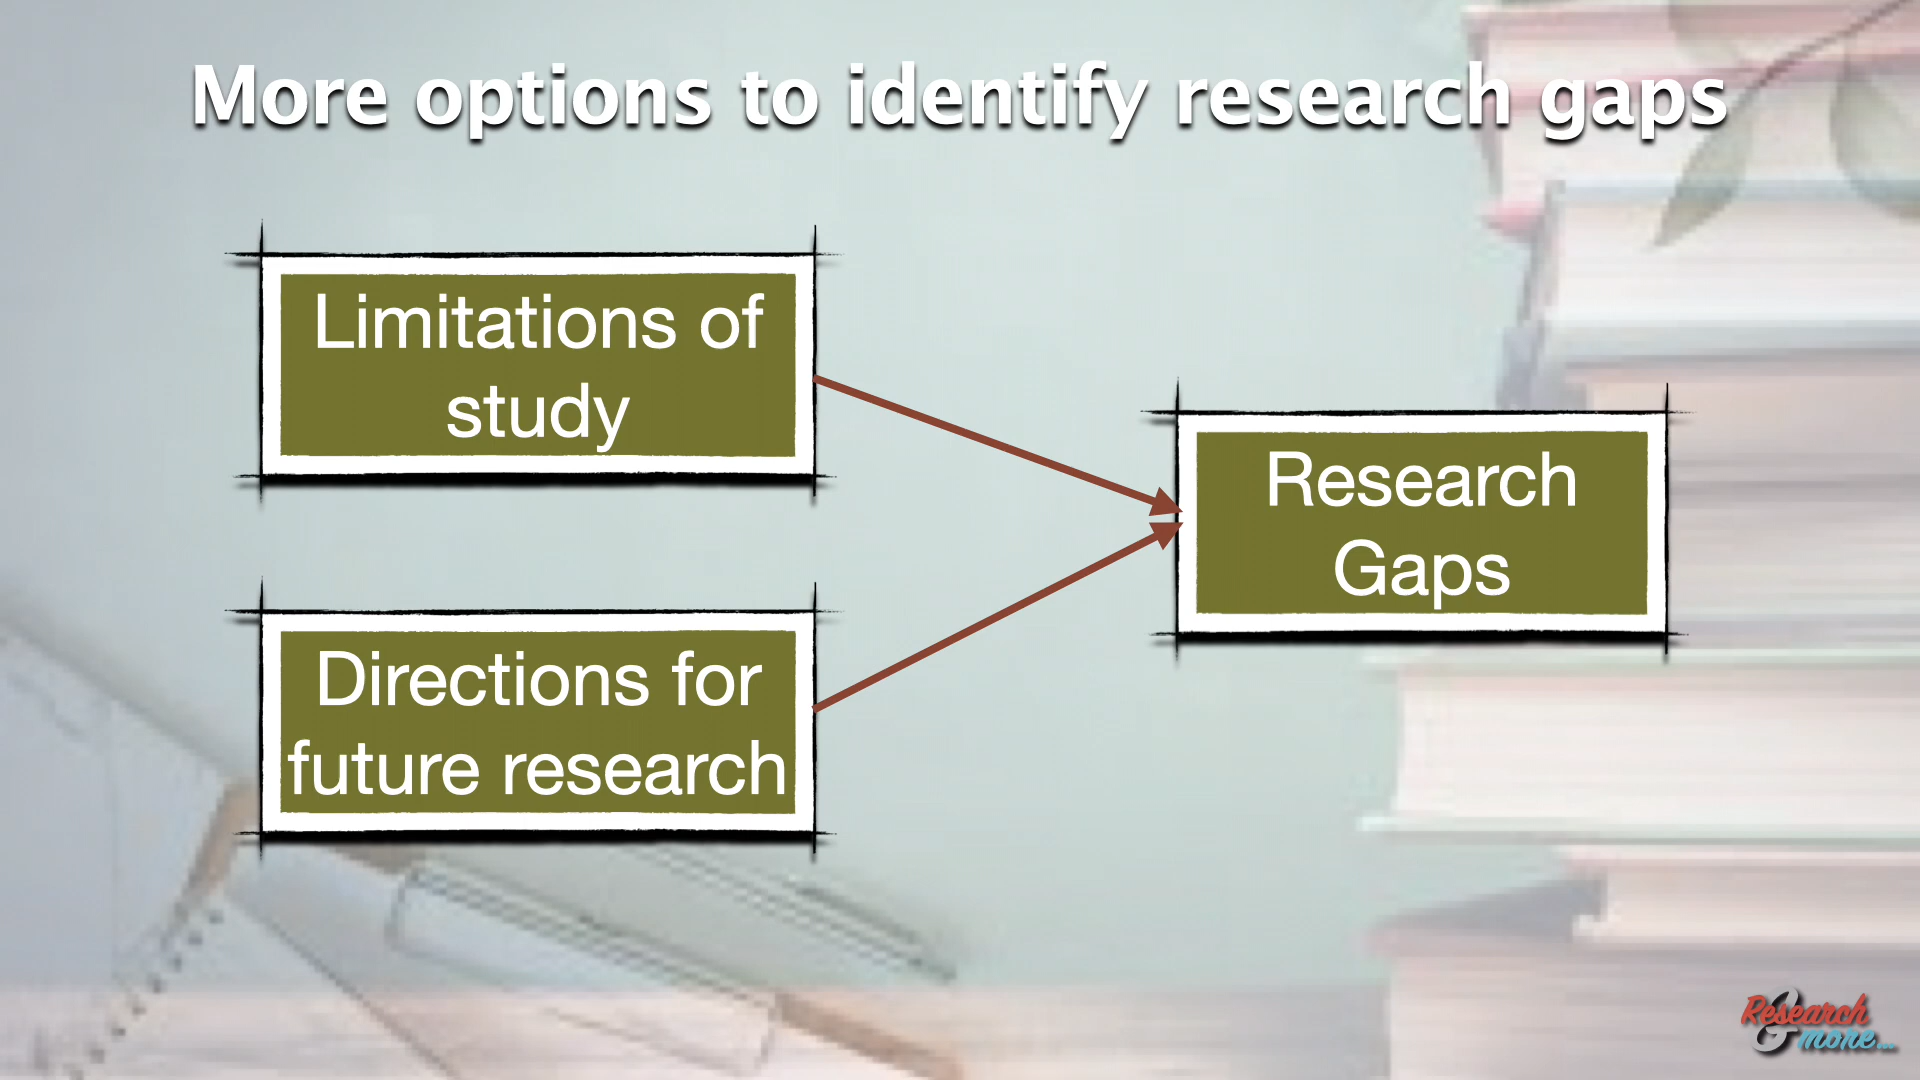 More options to identify research gaps
Limitations of
study
Research
Gaps
Directions for
future research
Research
&
more...